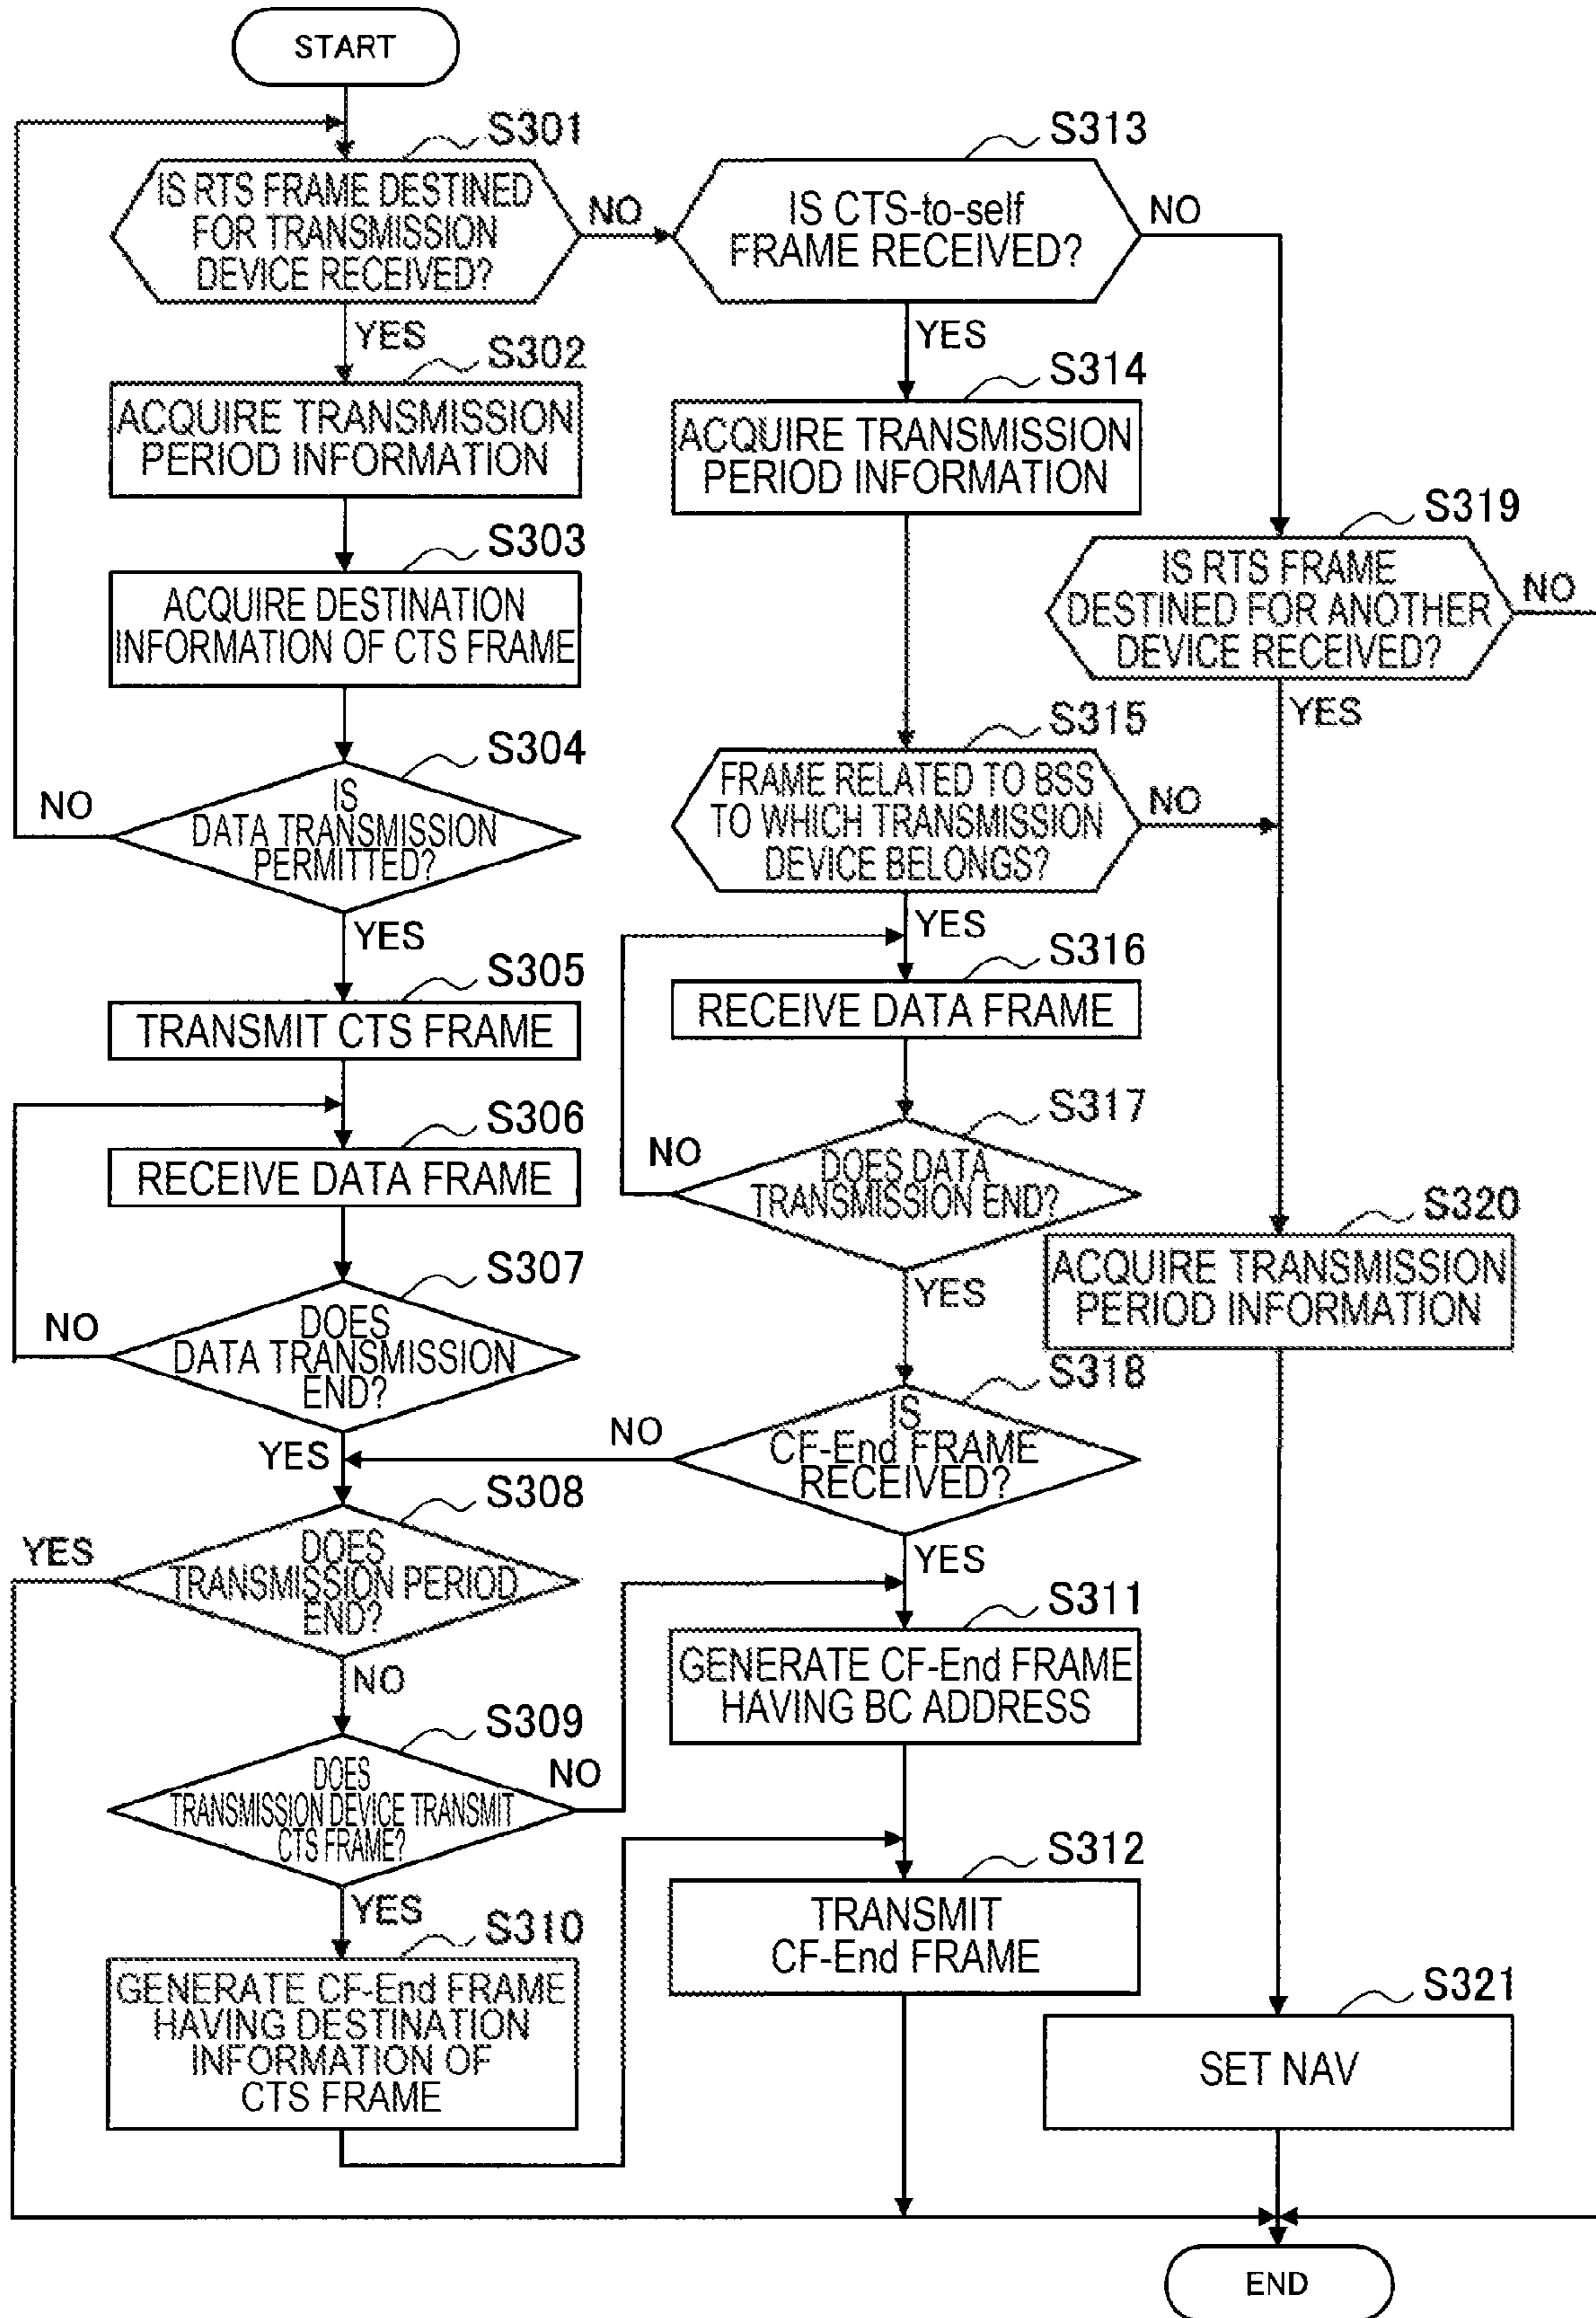 START
S301
IS RTS FRAME DESTINED
FOR TRANSMISSION
DEVICE RECEIVED?
NO
YES
S302
ACQUIRE TRANSMISSION
PERIOD INFORMATION
S303
ACQUIRE DESTINATION
INFORMATION OF CTS FRAME
S304
IS
DATA TRANSMISSION
PERMITTED?
NO
YES
S305
TRANSMIT CTS FRAME
S306
RECEIVE DATA FRAME
S307
DOES
DATA TRANSMISSION
END?
NO
YES
S308
DOES
TRANSMISSION PERIOD
END?
YES
NO
S309
DOES
TRANSMISSION DEVICE TRANSMIT
CTS FRAME?
NO
YES
S310
GENERATE CF-End FRAME
HAVING DESTINATION
INFORMATION OF
CTS FRAME
S313
IS CTS-to-self
FRAME RECEIVED?
NO
YES
S314
ACQUIRE TRANSMISSION
PERIOD INFORMATION
S315
FRAME RELATED TO BSS
TO WHICH TRANSMISSION
DEVICE BELONGS?
NO
YES
S316
RECEIVE DATA FRAME
S317
DOES DATA
TRANSMISSION END?
NO
YES
S318
IS
CF-End FRAME
RECEIVED?
NO
YES
S311
GENERATE CF-End FRAME
HAVING BC ADDRESS
S312
TRANSMIT
CF-End FRAME
S319
IS RTS FRAME
DESTINED FOR ANOTHER
DEVICE RECEIVED?
NO
YES
S320
ACQUIRE TRANSMISSION
PERIOD INFORMATION
S321
SET NAV
END